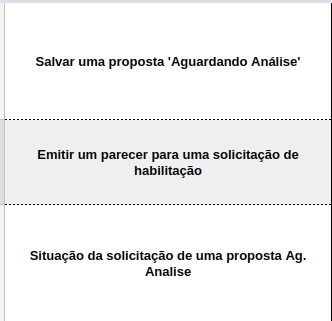 Salvar uma proposta 'Aguardando Análise'
Emitir um parecer para uma solicitação de
habilitação
Situação da solicitação de uma proposta Ag.
Analise